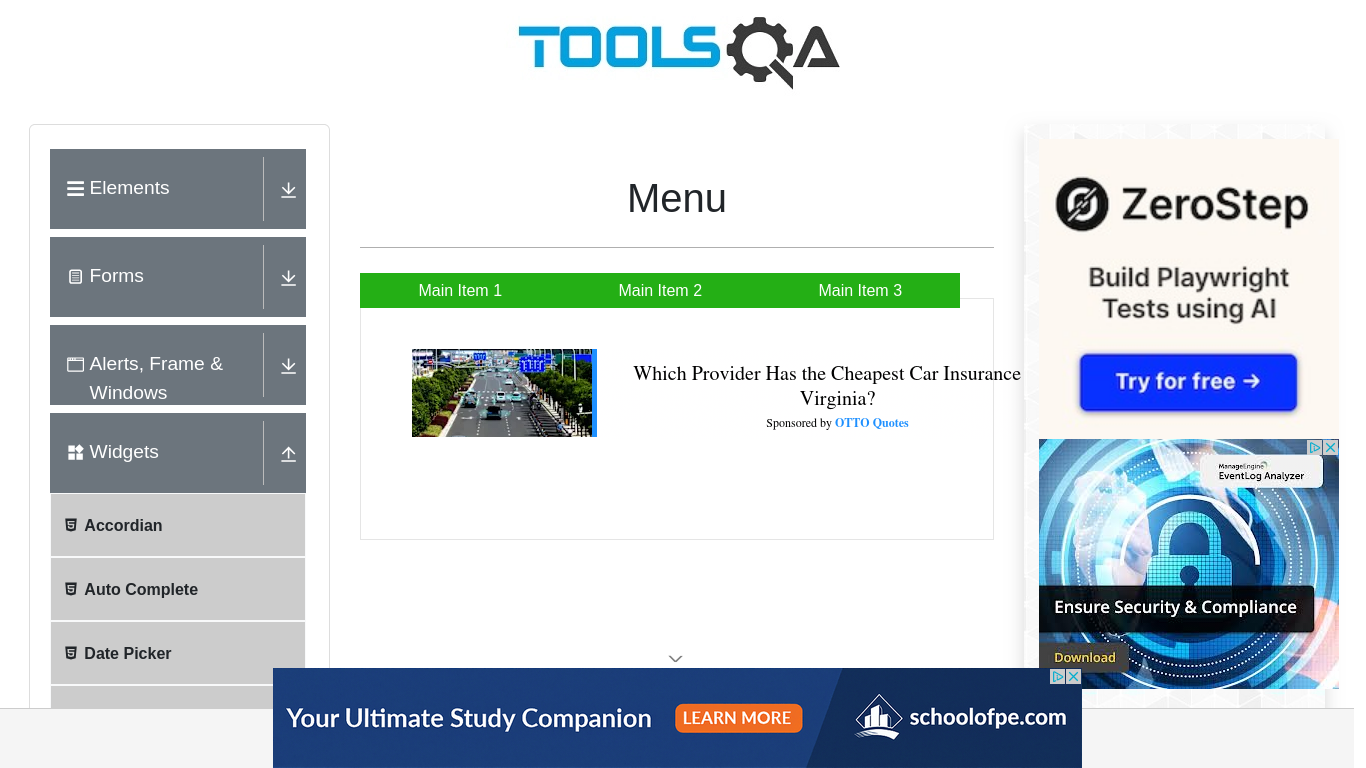 TOOLSQA
Elements
Forms
Alerts, Frame &
Windows
Widgets
Accordian
Auto Complete
Date Picker
Menu
Main Item 1
Main Item 2
Main Item 3
Which Provider Has the Cheapest Car Insurance
Virginia?
Sponsored by OTTO Quotes
ZeroStep
Build Playwright
Tests using AI
Try for free →
ManageEngine
EventLog Analyzer
Ensure Security & Compliance
Download
Your Ultimate Study Companion
LEARN MORE
schoolofpe.com